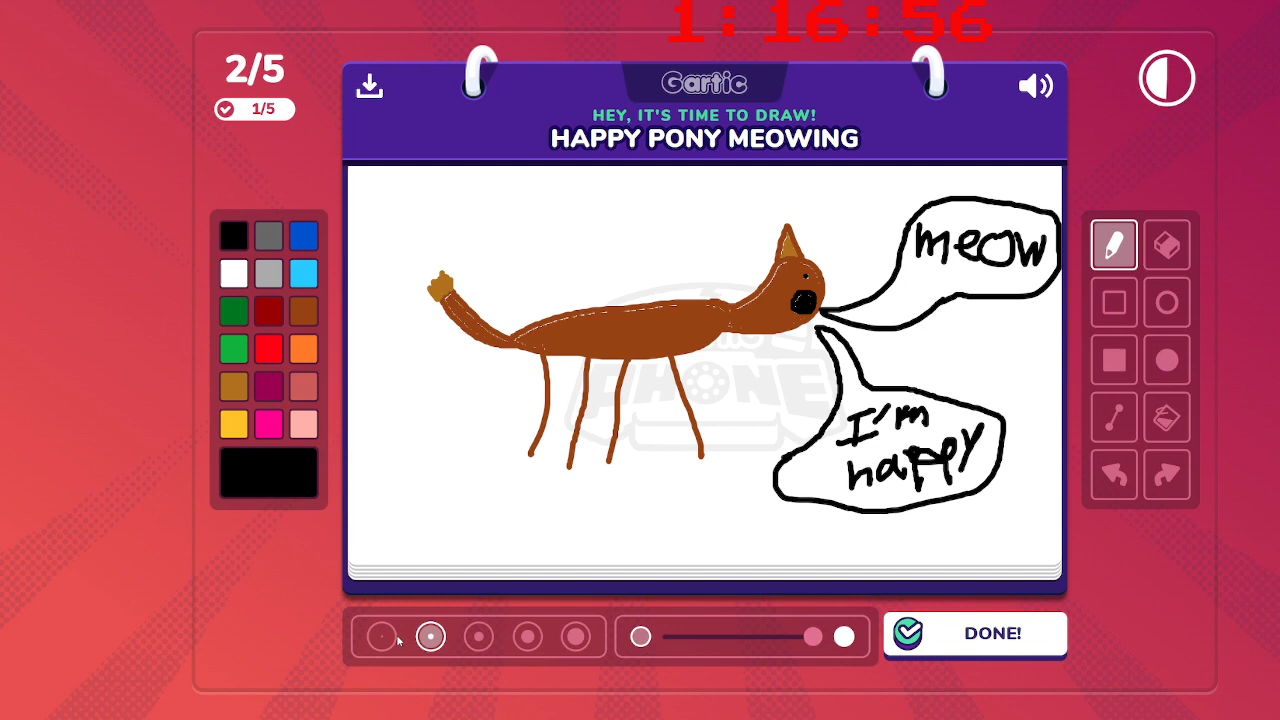 1:16:56
2/5
1/5
Gartic
HEY, IT'S TIME TO DRAW!
HAPPY PONY MEOWING
meow
PHONE
I'm
happy
DONE!